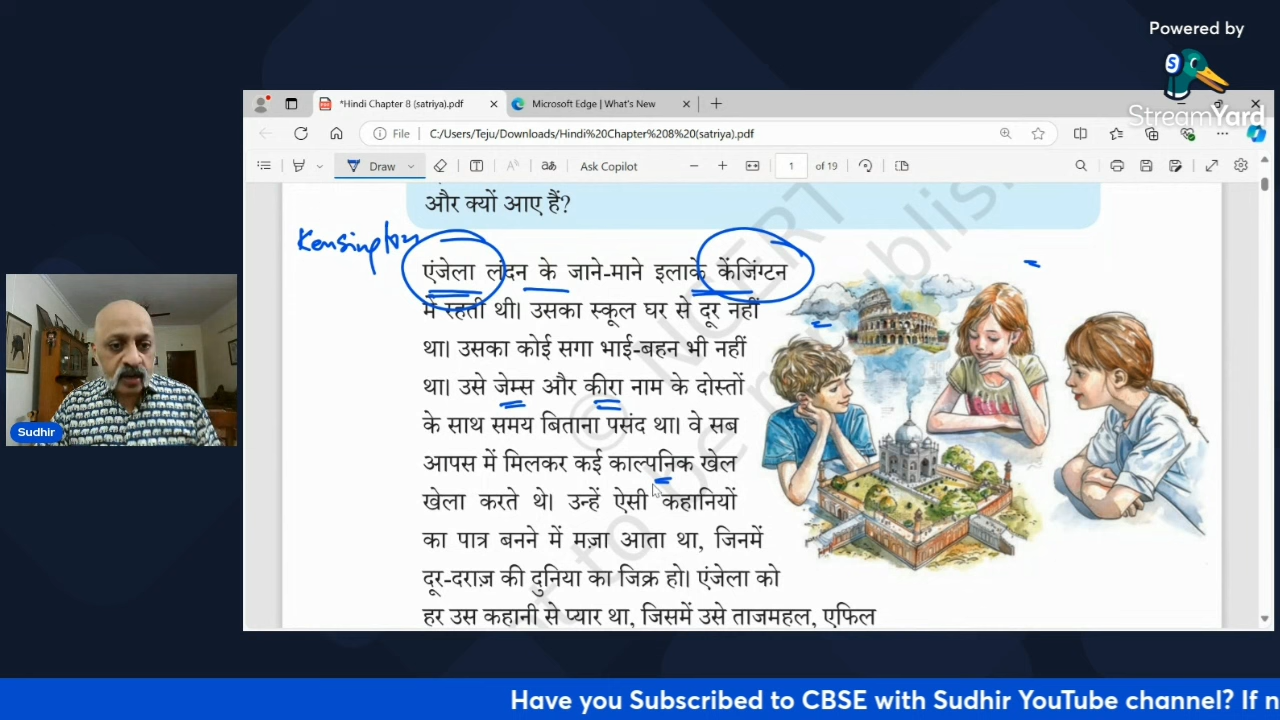 Powered by
S
StreamYard
*Hindi Chapter 8 (satriya).pdf
Microsoft Edge | What's New
File
C:/Users/Teju/Downloads/Hindi%20Chapter%208%20(satriya).pdf
Draw
Ask Copilot
1
of 19
और क्यों आए हैं?
Kensington
एंजेला लंदन के जाने-माने इलाके केंजिंग्टन
में रहती थी। उसका स्कूल घर से दूर नहीं
था। उसका कोई सगा भाई-बहन भी नहीं
था। उसे जेम्स और कीरा नाम के दोस्तों
के साथ समय बिताना पसंद था। वे सब
आपस में मिलकर कई काल्पनिक खेल
खेला करते थे। उन्हें ऐसी कहानियों
का पात्र बनने में मज़ा आता था, जिनमें
दूर-दराज़ की दुनिया का जिक्र हो। एंजेला को
हर उस कहानी से प्यार था, जिसमें उसे ताजमहल, एफिल
© NCERT
Sudhir
Have you Subscribed to CBSE with Sudhir YouTube channel? If n